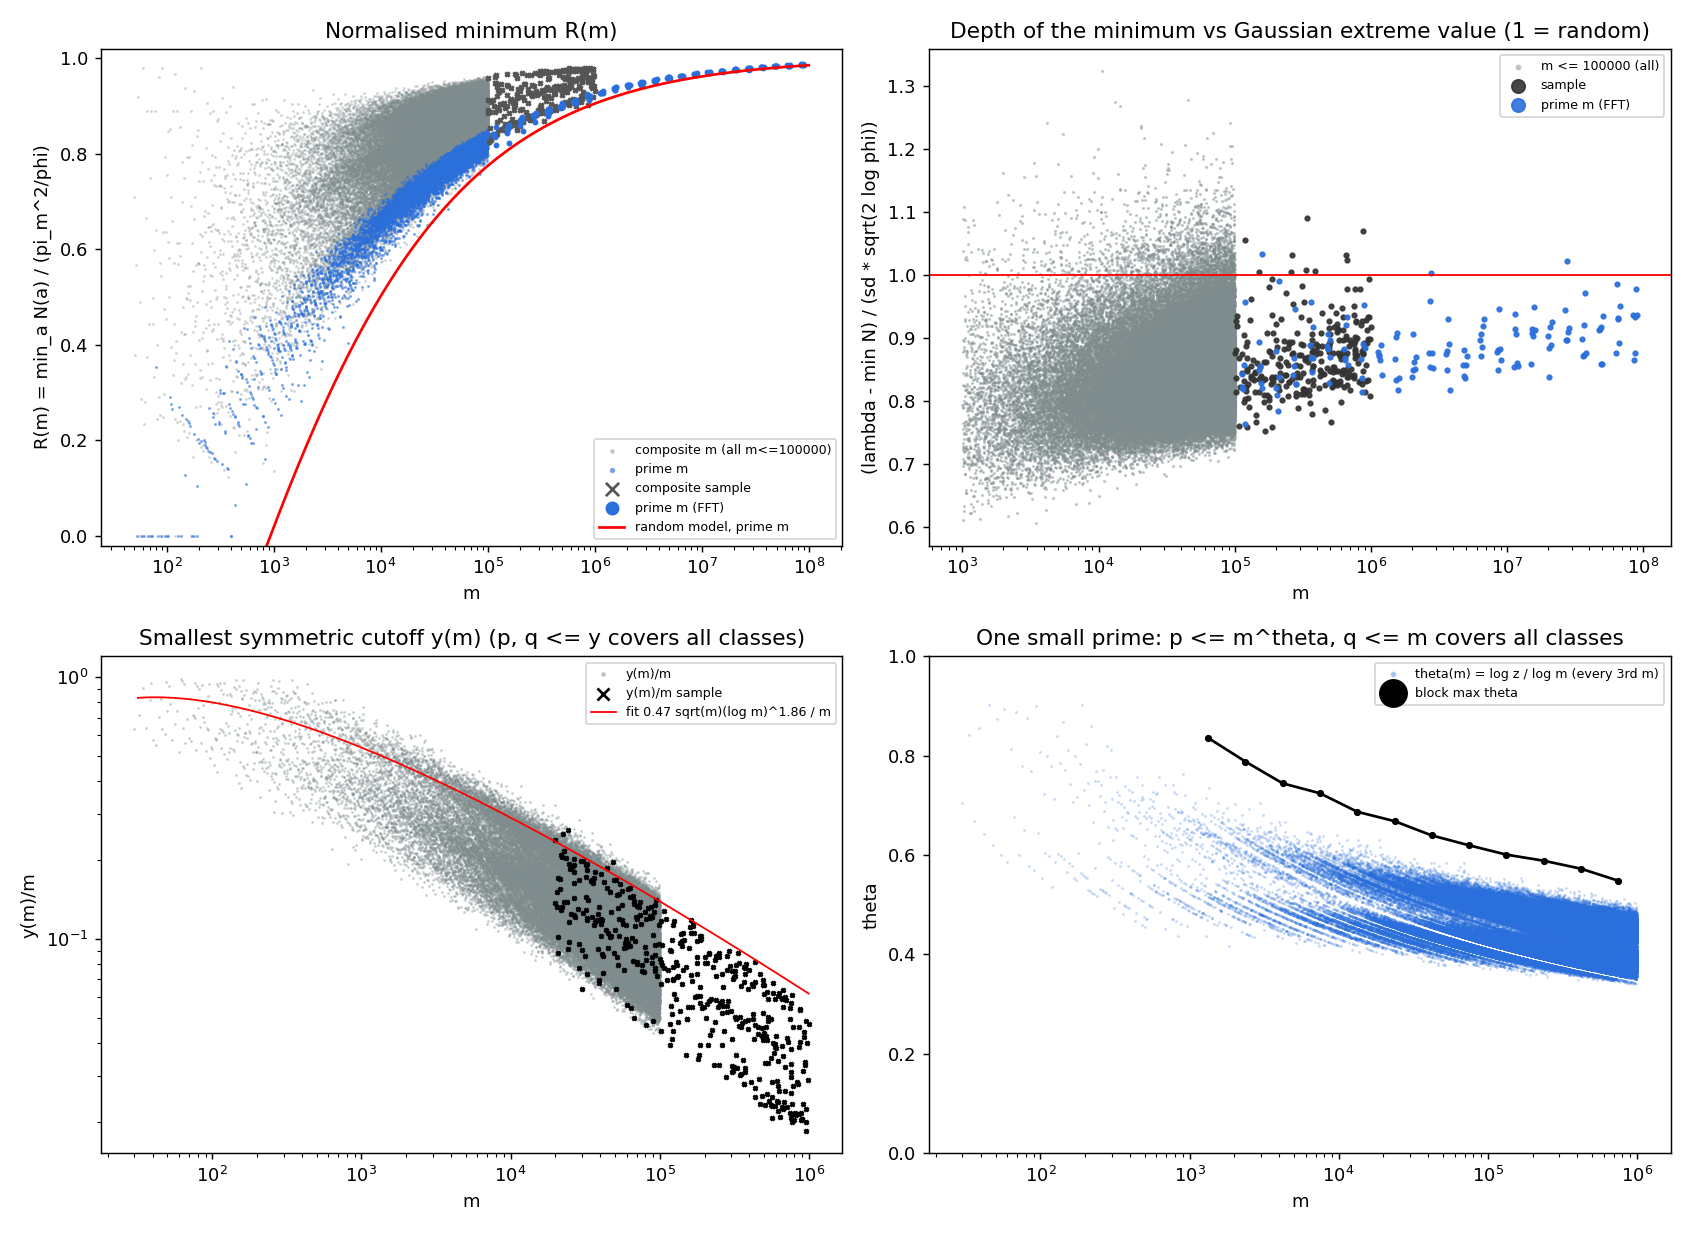 Normalised minimum R(m)
R(m) = min_a N(a) / (pi_m^2/phi)
1.0
0.8
0.6
0.4
0.2
0.0
composite m (all m<=100000)
prime m
composite sample
prime m (FFT)
random model, prime m
10^2
10^3
10^4
10^5
10^6
10^7
10^8
m
Depth of the minimum vs Gaussian extreme value (1 = random)
(lambda - min N) / (sd * sqrt(2 log phi))
1.3
1.2
1.1
1.0
0.9
0.8
0.7
0.6
m <= 100000 (all)
sample
prime m (FFT)
10^3
10^4
10^5
10^6
10^7
10^8
m
Smallest symmetric cutoff y(m) (p, q <= y covers all classes)
y(m)/m
10^0
10^-1
y(m)/m
y(m)/m sample
fit 0.47 sqrt(m)(log m)^1.86 / m
10^2
10^3
10^4
10^5
10^6
m
One small prime: p <= m^theta, q <= m covers all classes
theta
1.0
0.8
0.6
0.4
0.2
0.0
theta(m) = log z / log m (every 3rd m)
block max theta
10^2
10^3
10^4
10^5
10^6
m